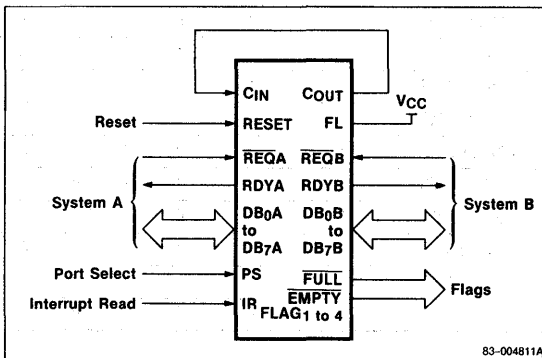 CIN COUT
VCC
Reset RESET FL
REQA REQB
RDYA RDYB
System A System B
DB0A DB0B
to to
DB7A DB7B
Port Select PS
FULL
Flags
EMPTY
Interrupt Read IR
FLAG1 to 4
83-004811A